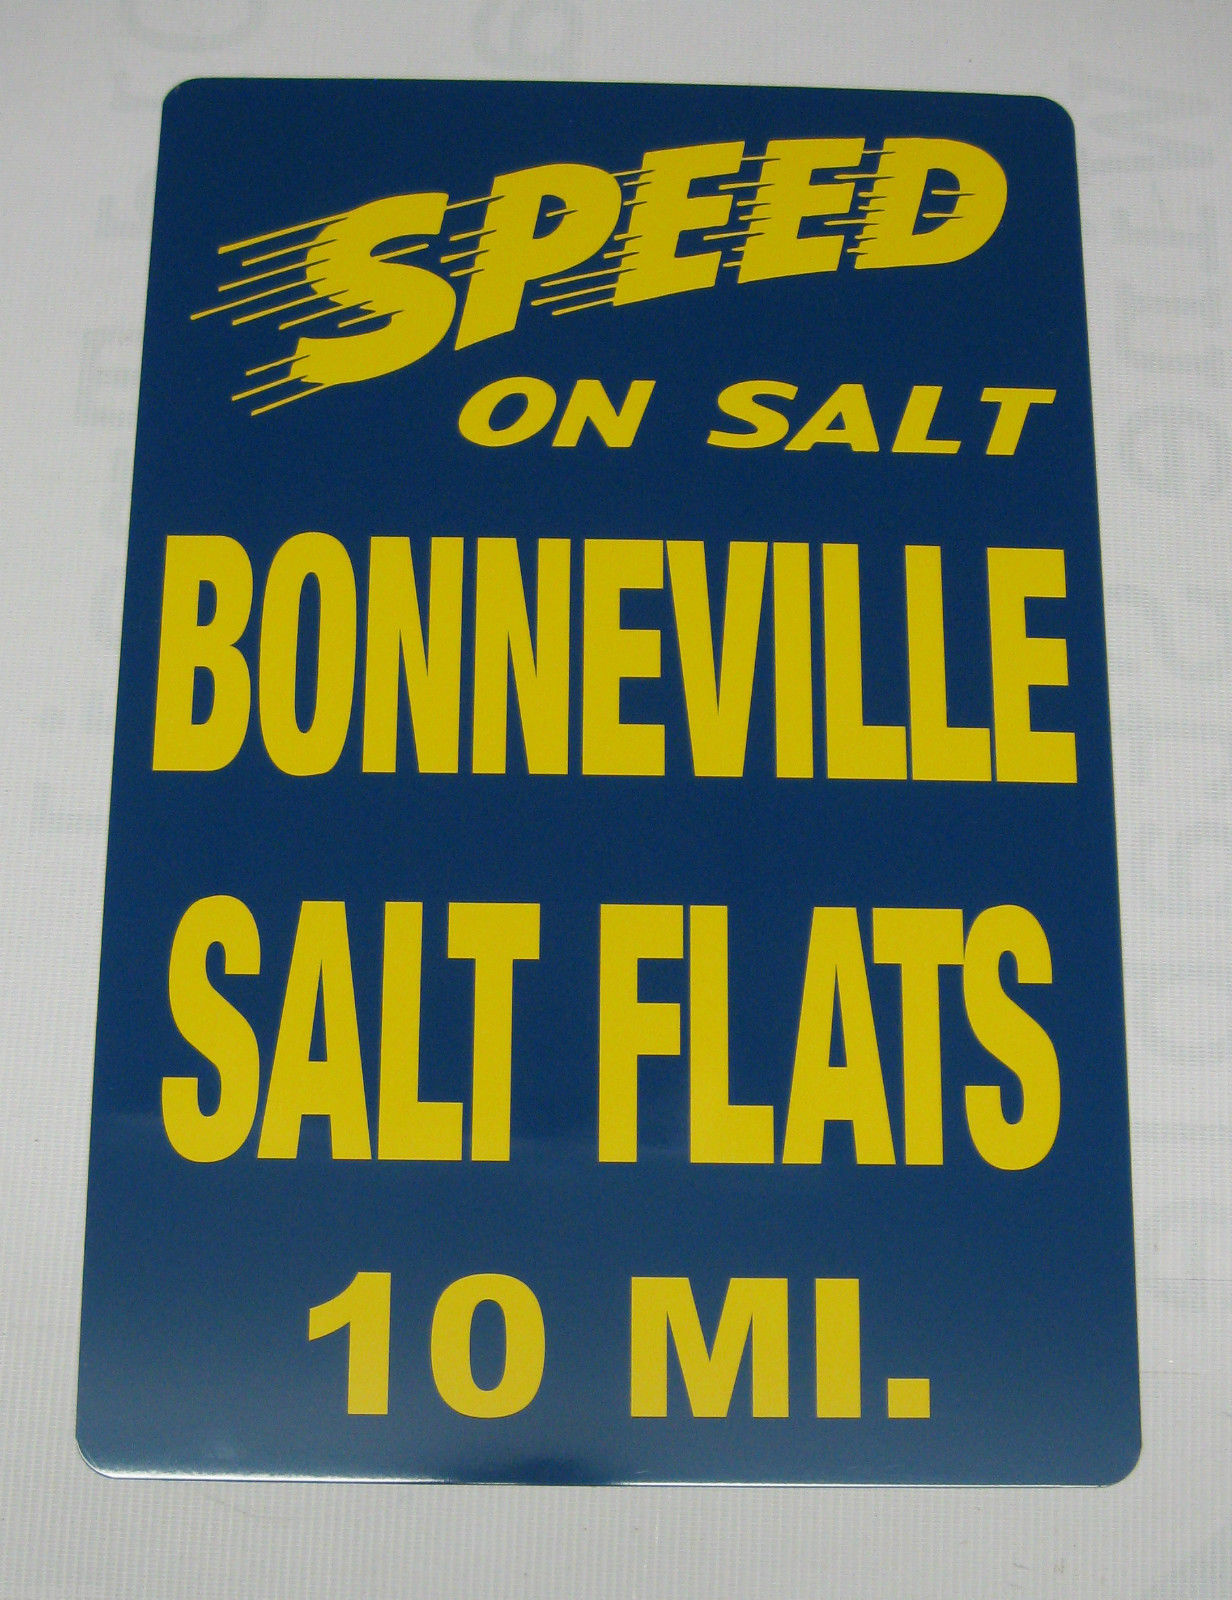 SPEED
ON SALT
BONNEVILLE
SALT FLATS
10 MI.